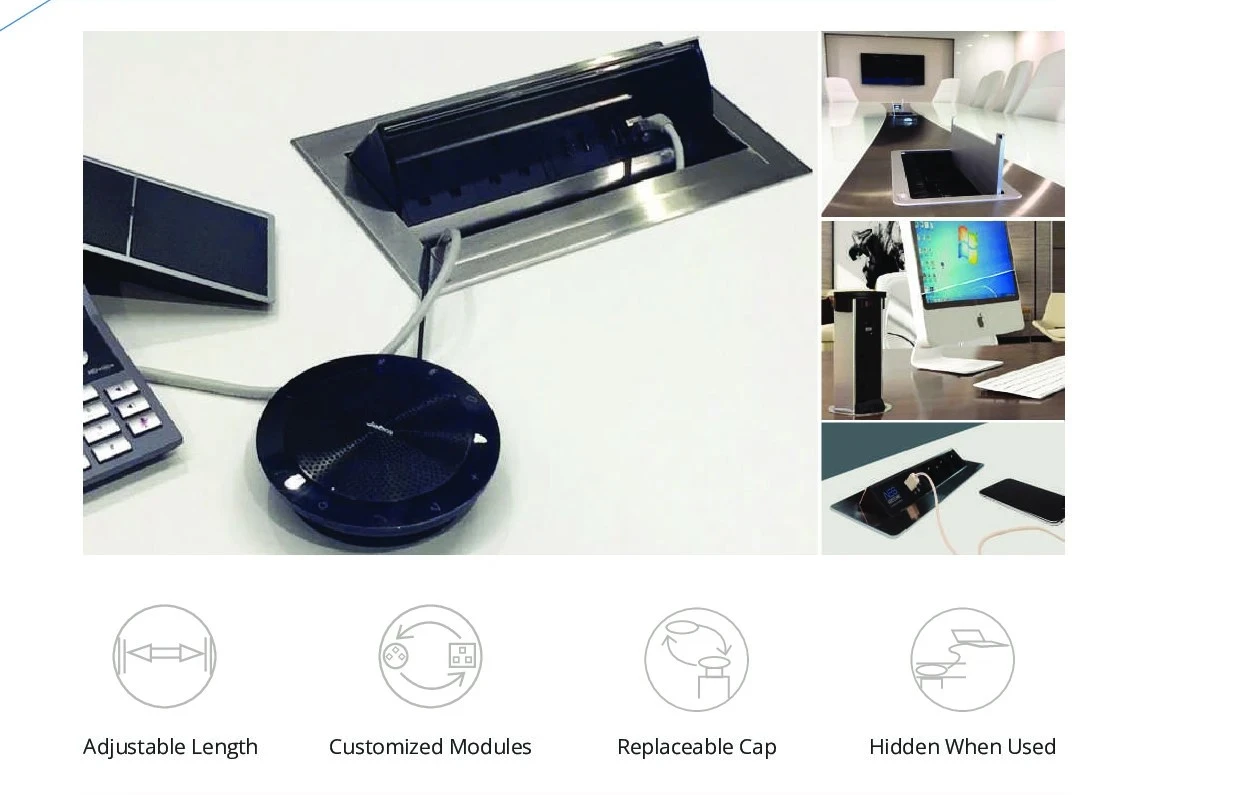 Adjustable Length
Customized Modules
Replaceable Cap
Hidden When Used